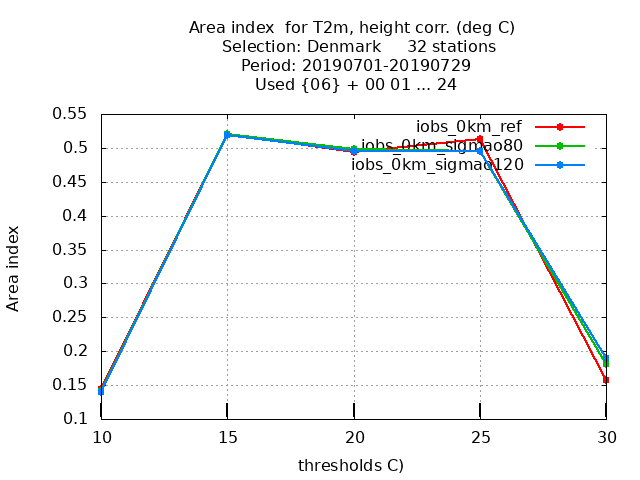 Area index  for T2m, height corr. (deg C)
Selection: Denmark     32 stations
Period: 20190701-20190729
Used {06} + 00 01 ... 24
0.55
0.5
0.45
0.4
0.35
0.3
0.25
0.2
0.15
0.1
Area index
iobs_0km_ref
iobs_0km_sigmao80
iobs_0km_sigmao120
10 15 20 25 30
thresholds C)